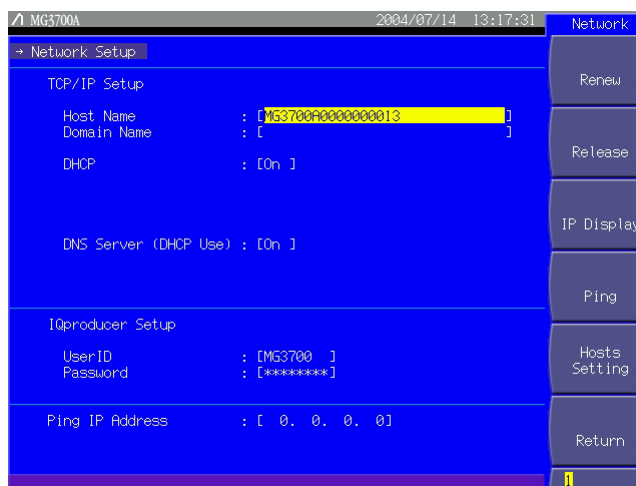 MG3700A 2004/07/14 13:17:31 Network
→ Network Setup
TCP/IP Setup
Host Name : [MG3700A0000000013 ]
Domain Name : [ ]
DHCP : [On ]
DNS Server (DHCP Use) : [On ]
IQproducer Setup
UserID : [MG3700 ]
Password : [********]
Ping IP Address : [ 0. 0. 0. 0]
Renew
Release
IP Display
Ping
Hosts
Setting
Return
1